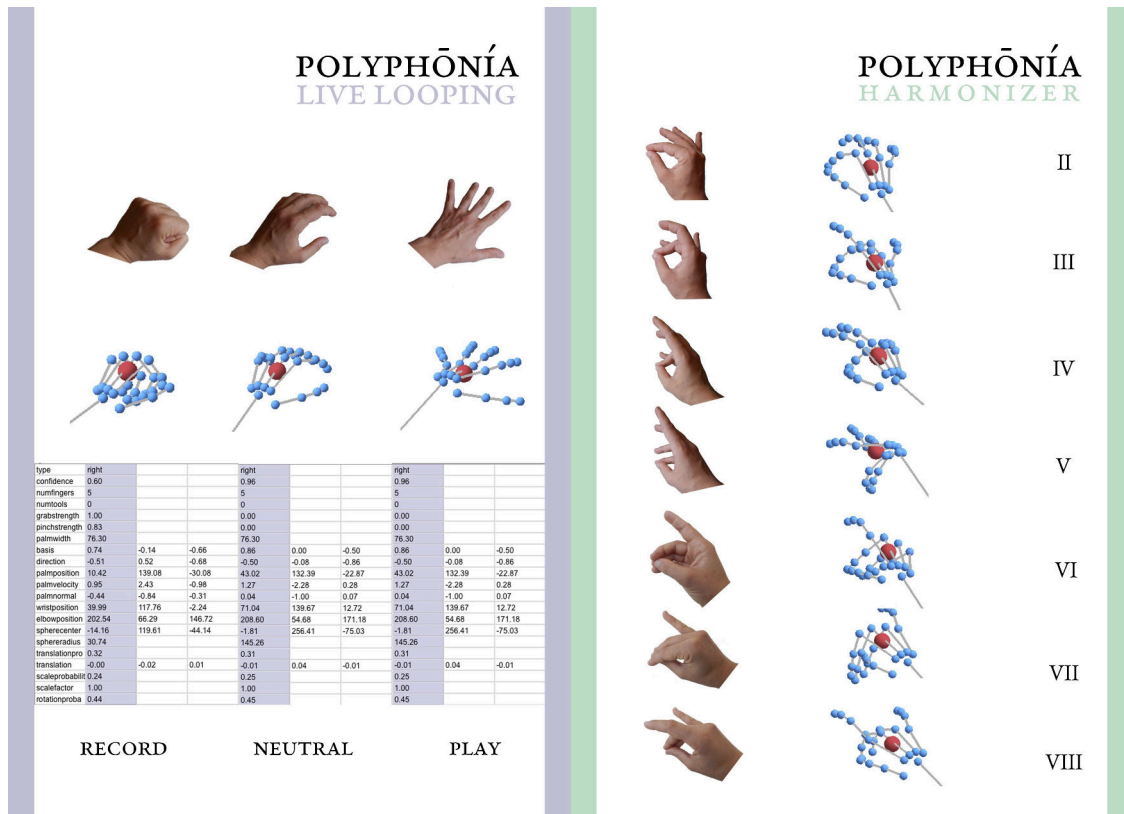 POLYPHŌNÍA
LIVE LOOPING
type right right right
confidence 0.60 0.96 0.96
numfingers 5 5 5
numtools 0 0 0
grabstrength 1.00 0.00 0.00
pinchstrength 0.83 0.00 0.00
palmwidth 76.30 76.30 76.30
basis 0.74 -0.14 -0.66 0.86 0.00 -0.50 0.86 0.00 -0.50
direction -0.51 0.52 -0.68 -0.50 -0.08 -0.86 -0.50 -0.08 -0.86
palmposition 10.42 139.08 -30.08 43.02 132.39 -22.87 43.02 132.39 -22.87
palmvelocity 0.95 2.43 -0.98 1.27 -2.28 0.28 1.27 -2.28 0.28
palmnormal -0.44 -0.84 -0.31 0.04 -1.00 0.07 0.04 -1.00 0.07
wristposition 39.99 117.76 -2.24 71.04 139.67 12.72 71.04 139.67 12.72
elbowposition 202.54 66.29 146.72 208.60 54.68 171.18 208.60 54.68 171.18
spherecenter -14.16 119.61 -44.14 -1.81 256.41 -75.03 -1.81 256.41 -75.03
sphereradius 30.74 145.26 145.26
translationpro 0.32 0.31 0.31
translation -0.00 -0.02 0.01 -0.01 0.04 -0.01 -0.01 0.04 -0.01
scaleprobabilit 0.24 0.25 0.25
scalefactor 1.00 1.00 1.00
rotationproba 0.44 0.45 0.45
RECORD NEUTRAL PLAY
POLYPHŌNÍA
HARMONIZER
II
III
IV
V
VI
VII
VIII